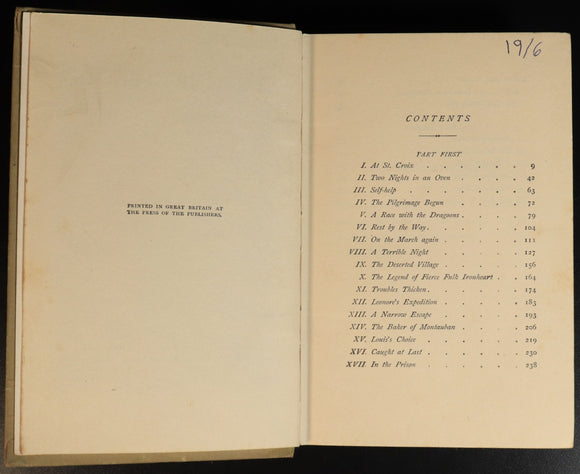 PRINTED IN GREAT BRITAIN AT
THE PRESS OF THE PUBLISHERS.
19/6
CONTENTS
PART FIRST
I. At St. Croix . . . . . . 9
II. Two Nights in an Oven . . . . . 42
III. Self-help . . . . . . 63
IV. The Pilgrimage Begun . . . . . 72
V. A Race with the Dragoons . . . . . 79
VI. Rest by the Way . . . . . . 104
VII. On the March again . . . . . 111
VIII. A Terrible Night . . . . . 127
IX. The Deserted Village . . . . . 156
X. The Legend of Fierce Fulk Ironheart . . 164
XI. Troubles Thicken . . . . . . 174
XII. Leonore's Expedition . . . . . 183
XIII. A Narrow Escape . . . . . 193
XIV. The Baker of Montauban . . . . 206
XV. Louis's Choice . . . . . 219
XVI. Caught at Last . . . . . . 230
XVII. In the Prison . . . . . 238